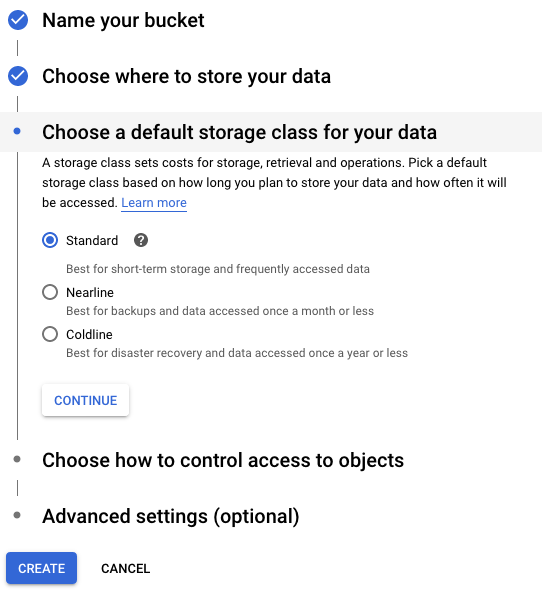 Name your bucket
Choose where to store your data
Choose a default storage class for your data
A storage class sets costs for storage, retrieval and operations. Pick a default
storage class based on how long you plan to store your data and how often it will
be accessed. Learn more
Standard ?
Best for short-term storage and frequently accessed data
Nearline
Best for backups and data accessed once a month or less
Coldline
Best for disaster recovery and data accessed once a year or less
CONTINUE
Choose how to control access to objects
Advanced settings (optional)
CREATE CANCEL